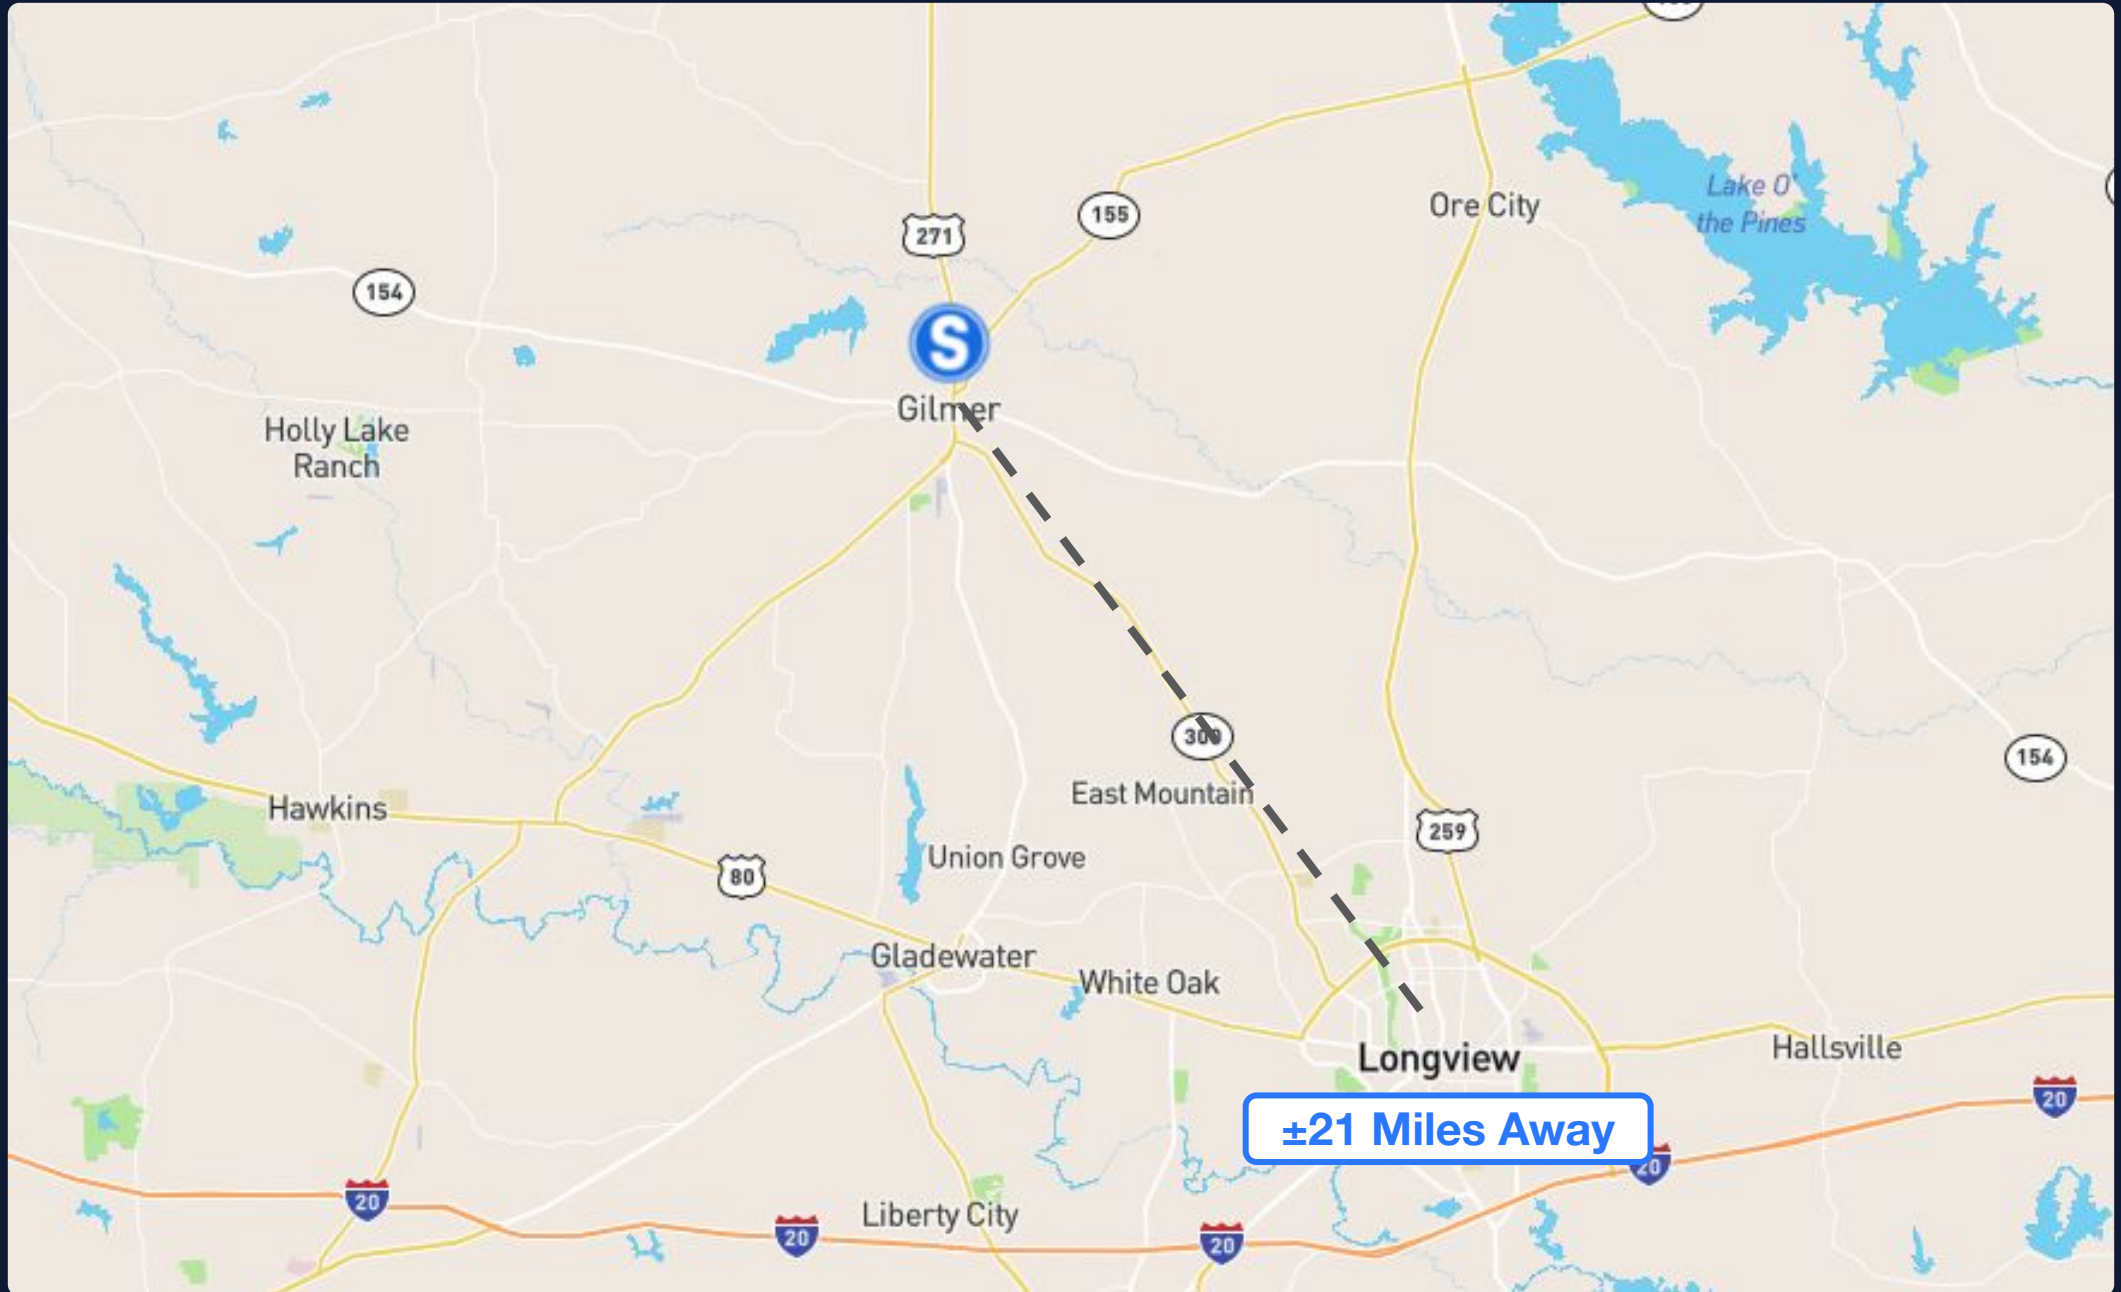 Lake O'
the Pines
Ore City
155
271
154
S
Gilmer
Holly Lake
Ranch
300
154
East Mountain
Hawkins
259
Union Grove
80
Gladewater
White Oak
Longview
Hallsville
20
±21 Miles Away
20
20
Liberty City
20
20